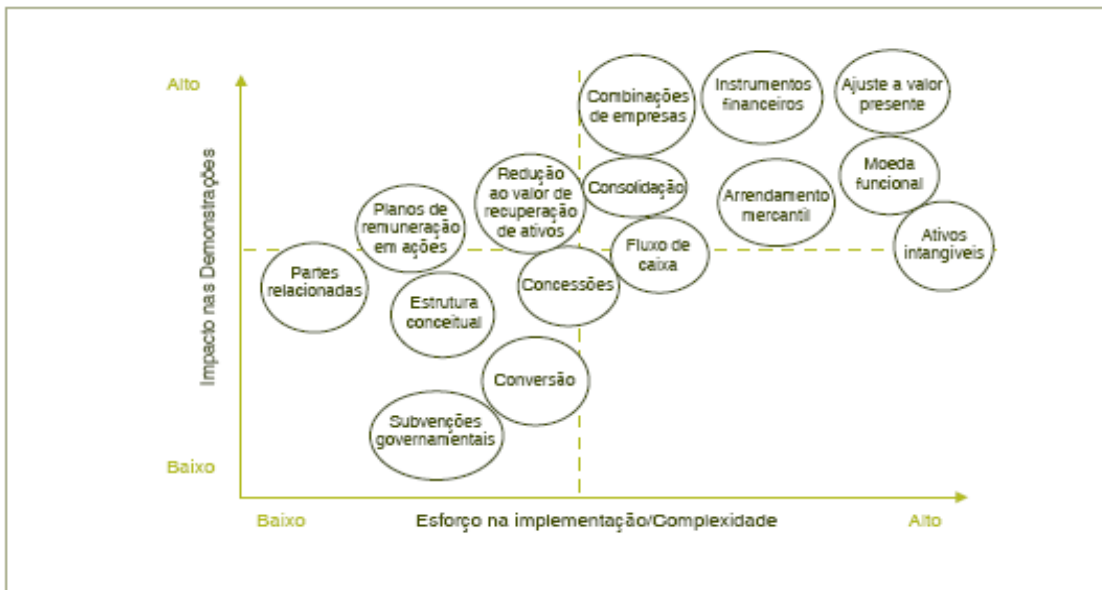 Alto
Impacto nas Demonstrações
Baixo
Combinações
de empresas
Instrumentos
financeiros
Ajuste a valor
presente
Redução
ao valor de
recuperação
de ativos
Consolidação
Moeda
funcional
Planos de
remuneração
em ações
Arrendamento
mercantil
Fluxo de
caixa
Ativos
intangíveis
Partes
relacionadas
Concessões
Estrutura
conceitual
Conversão
Subvenções
governamentais
Baixo
Esforço na implementação/Complexidade
Alto